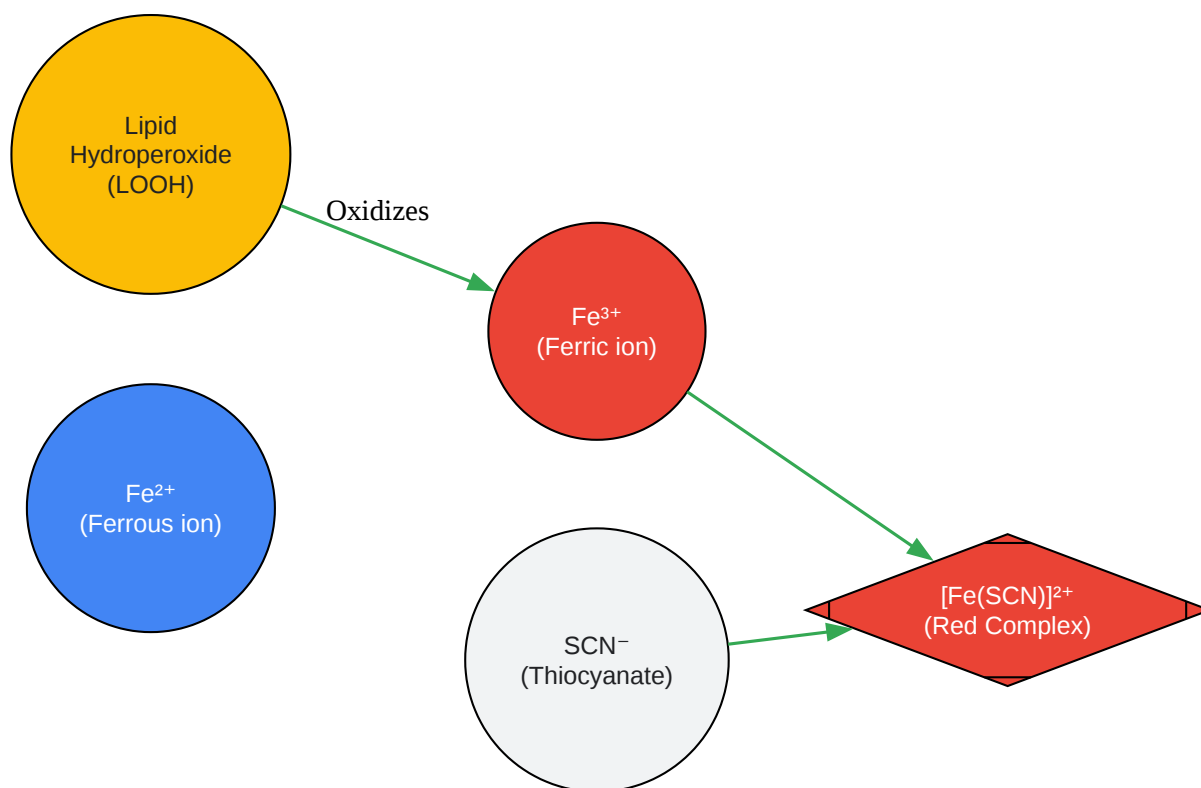 Lipid
Hydroperoxide
(LOOH)
Oxidizes
Fe³⁺
(Ferric ion)
Fe²⁺
(Ferrous ion)
[Fe(SCN)]²⁺
(Red Complex)
SCN⁻
(Thiocyanate)